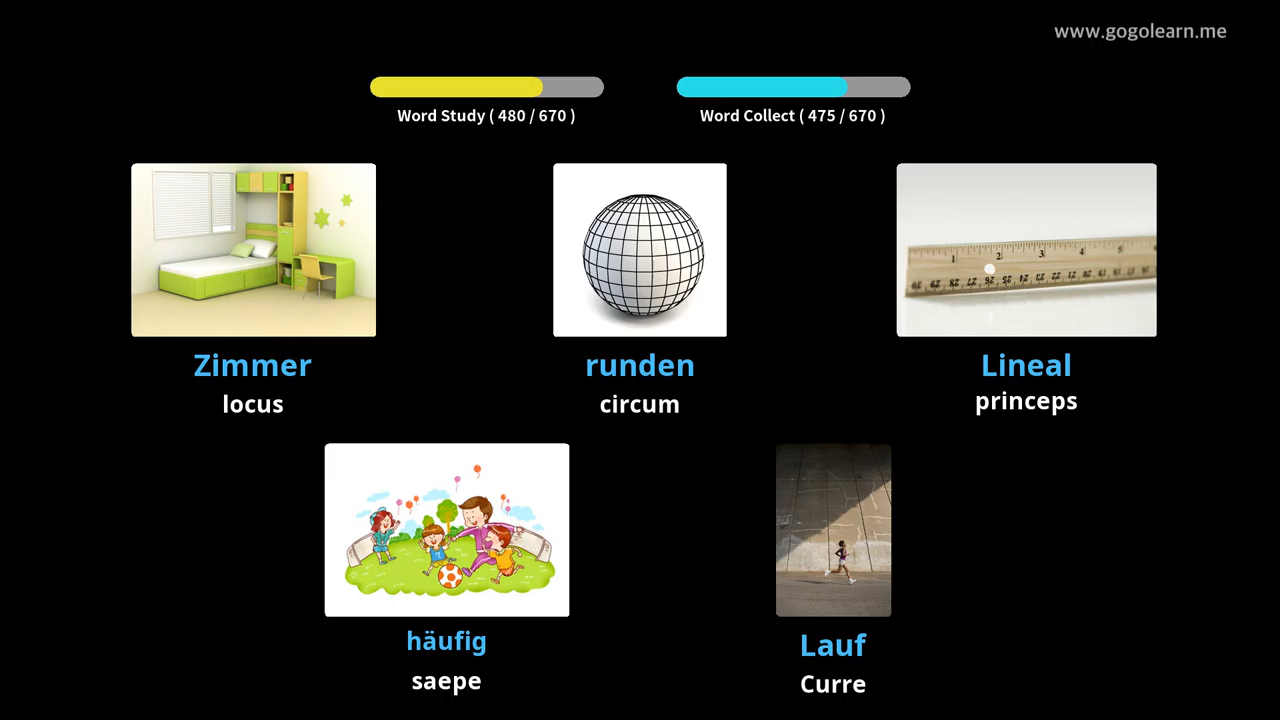 www.gogolearn.me
Word Study ( 480 / 670 )
Word Collect ( 475 / 670 )
Zimmer
locus
runden
circum
Lineal
princeps
häufig
saepe
Lauf
Curre